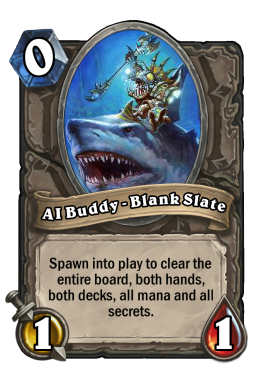 0
AI Buddy - Blank Slate
Spawn into play to clear the
entire board, both hands,
both decks, all mana and all
secrets.
1
1